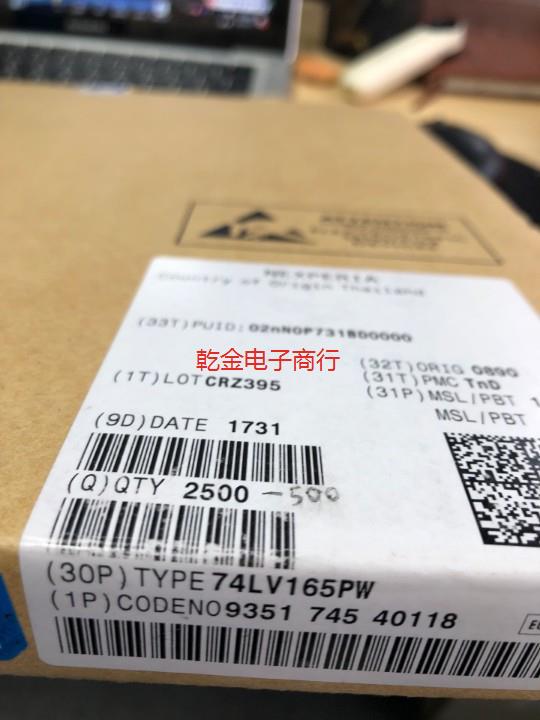 NEXPERIA
Country of Origin Thailand
(33T)PUID: 02nN0P731B00000
乾金电子商行
(32T)ORIG 0890
(1T)LOT CRZ395
(31T)PMC TnD
(31P)MSL/PBT 1
MSL/PBT
(9D)DATE 1731
(Q)QTY 2500 -500
(30P)TYPE 74LV165PW
(1P)CODENO 9351 745 40118